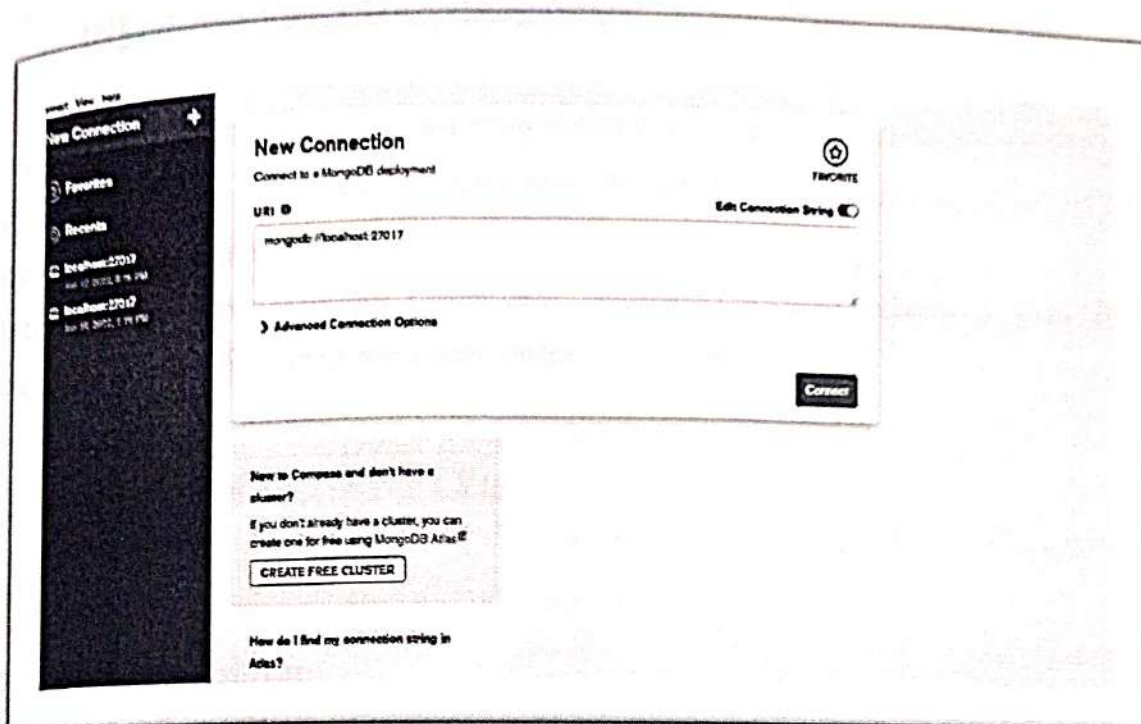 View Help
New Connection
Favorites
Recents
localhost:27017
localhost:27017
New Connection
Connect to a MongoDB deployment
FAVORITE
URI
Edit Connection String
mongodb://localhost:27017
Advanced Connection Options
Connect
New to Compass and don't have a
cluster?
If you don't already have a cluster, you can
create one for free using MongoDB Atlas
CREATE FREE CLUSTER
How do I find my connection string in
Atlas?